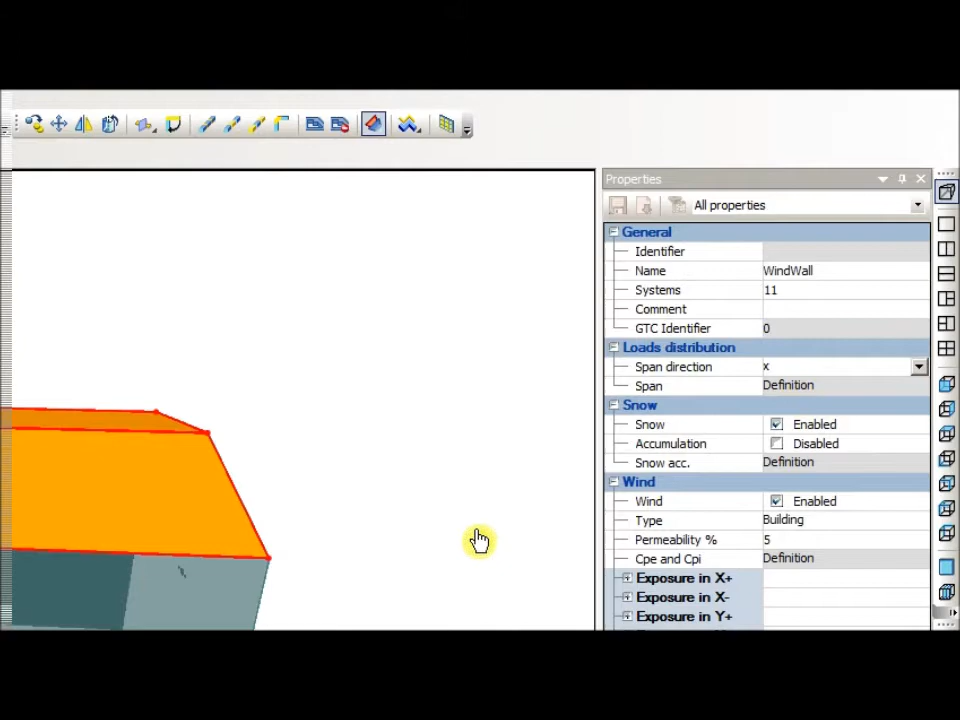 Properties
All properties
General
Identifier
Name WindWall
Systems 11
Comment
GTC Identifier 0
Loads distribution
Span direction x
Span Definition
Snow
Snow Enabled
Accumulation Disabled
Snow acc. Definition
Wind
Wind Enabled
Type Building
Permeability % 5
Cpe and Cpi Definition
Exposure in X+
Exposure in X-
Exposure in Y+